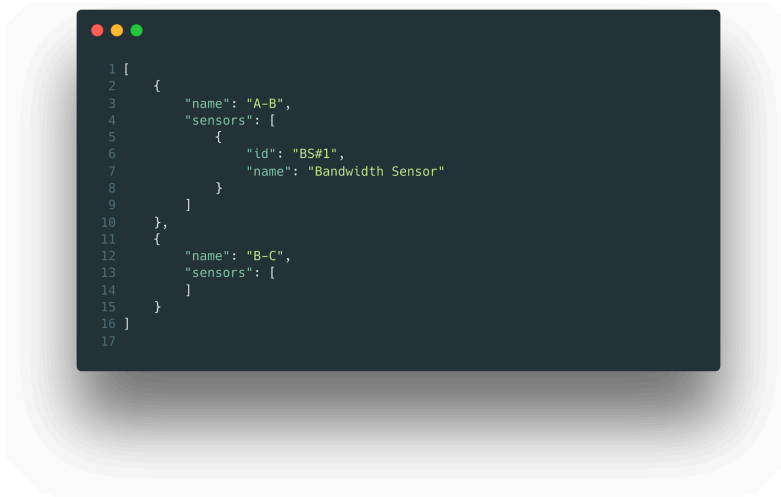 1 [
2     {
3         "name": "A-B",
4         "sensors": [
5             {
6                 "id": "BS#1",
7                 "name": "Bandwidth Sensor"
8             }
9         ]
10     },
11     {
12         "name": "B-C",
13         "sensors": [
14         ]
15     }
16 ]
17